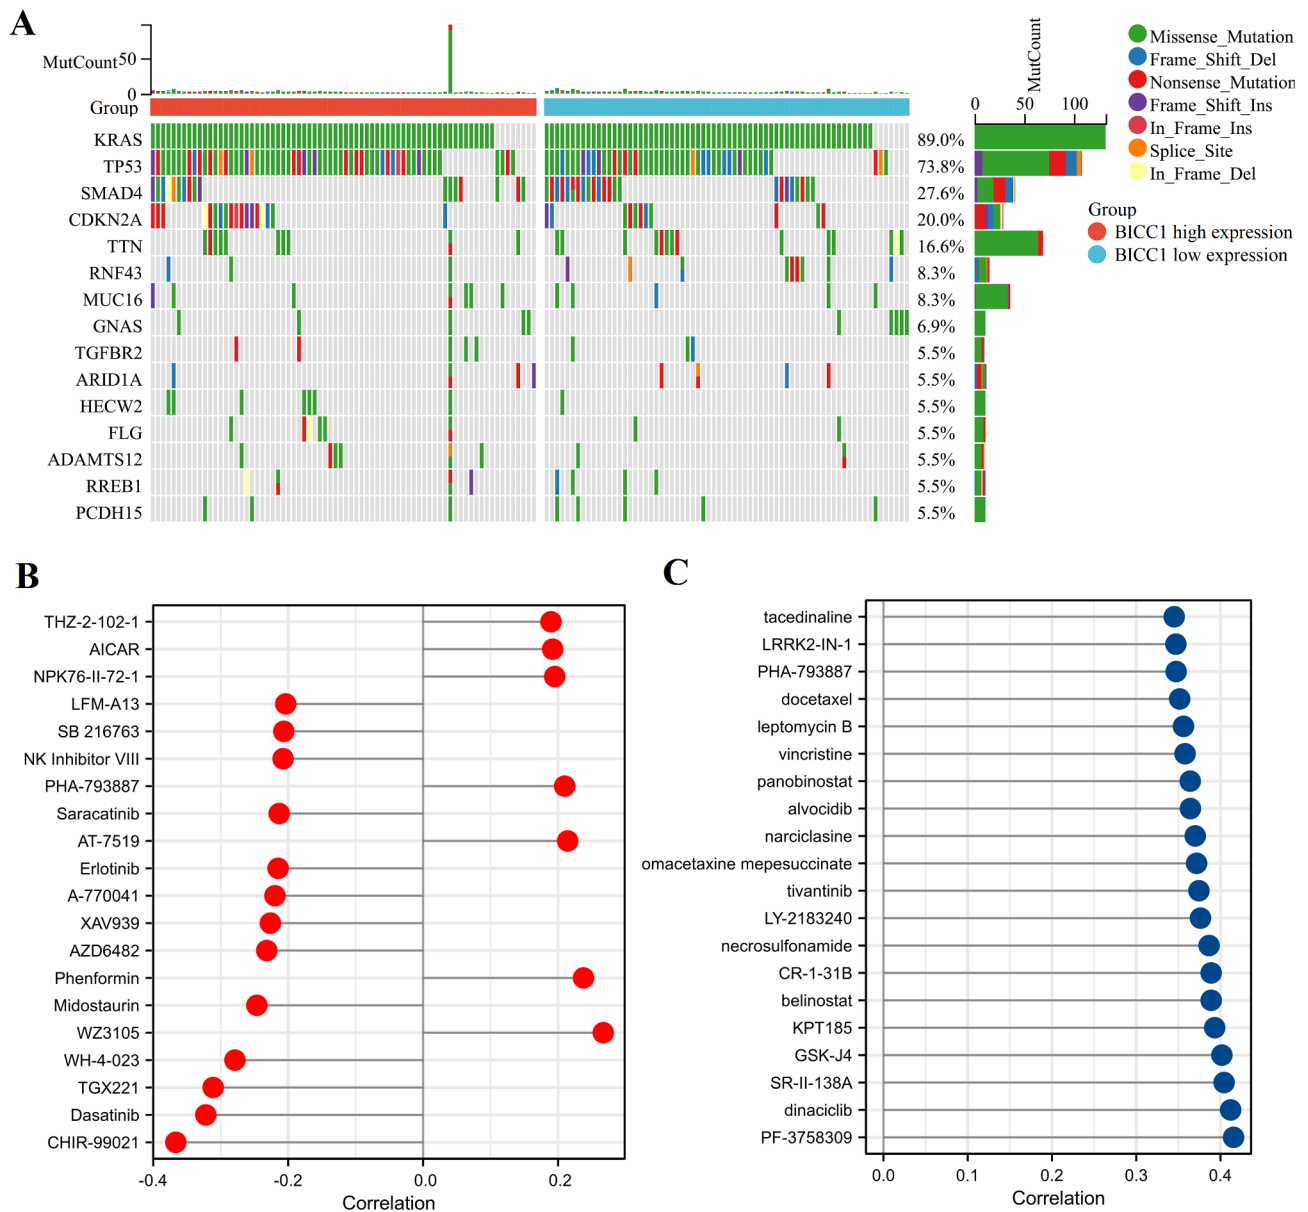 A
MutCount
50
0
Group
KRAS 89.0%
TP53 73.8%
SMAD4 27.6%
CDKN2A 20.0%
TTN 16.6%
RNF43 8.3%
MUC16 8.3%
GNAS 6.9%
TGFBR2 5.5%
ARID1A 5.5%
HECW2 5.5%
FLG 5.5%
ADAMTS12 5.5%
RREB1 5.5%
PCDH15 5.5%
MutCount
0 50 100
Missense_Mutation
Frame_Shift_Del
Nonsense_Mutation
Frame_Shift_Ins
In_Frame_Ins
Splice_Site
In_Frame_Del
Group
BICC1 high expression
BICC1 low expression
B
THZ-2-102-1
AICAR
NPK76-II-72-1
LFM-A13
SB 216763
NK Inhibitor VIII
PHA-793887
Saracatinib
AT-7519
Erlotinib
A-770041
XAV939
AZD6482
Phenformin
Midostaurin
WZ3105
WH-4-023
TGX221
Dasatinib
CHIR-99021
-0.4 -0.2 0.0 0.2
Correlation
C
tacedinaline
LRRK2-IN-1
PHA-793887
docetaxel
leptomycin B
vincristine
panobinostat
alvocidib
narciclasine
omacetaxine mepesuccinate
tivantinib
LY-2183240
necrosulfonamide
CR-1-31B
belinostat
KPT185
GSK-J4
SR-II-138A
dinaciclib
PF-3758309
0.0 0.1 0.2 0.3 0.4
Correlation